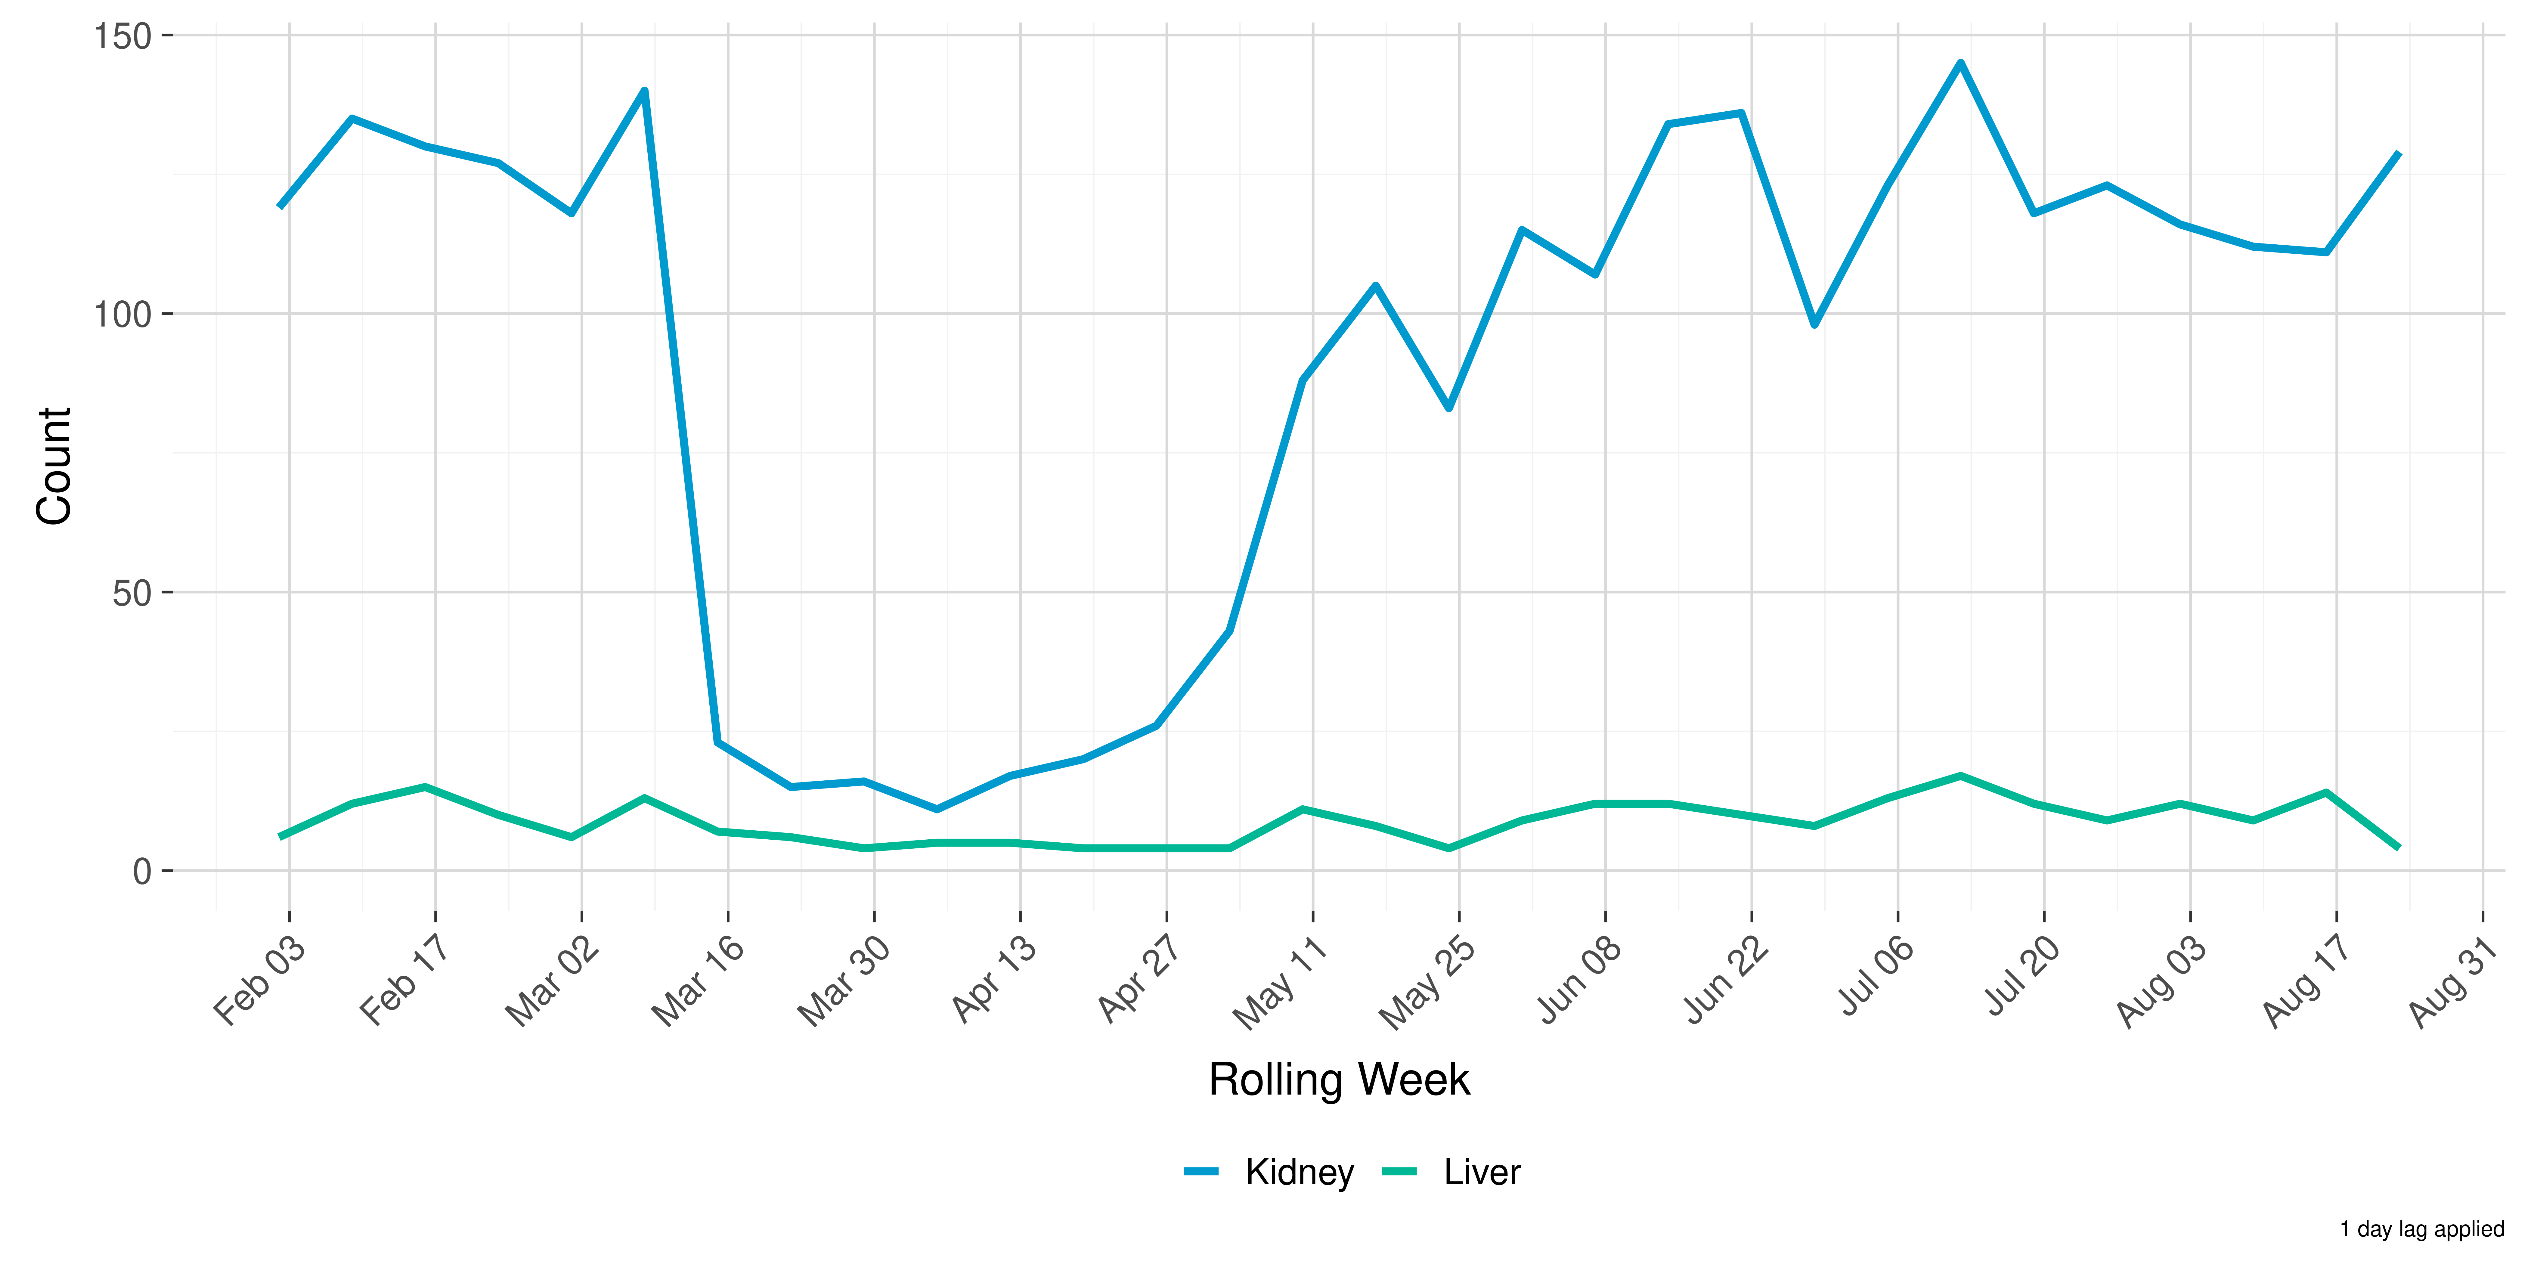 150
100
50
0
Count
Feb 03
Feb 17
Mar 02
Mar 16
Mar 30
Apr 13
Apr 27
May 11
May 25
Jun 08
Jun 22
Jul 06
Jul 20
Aug 03
Aug 17
Aug 31
Rolling Week
Kidney Liver
1 day lag applied